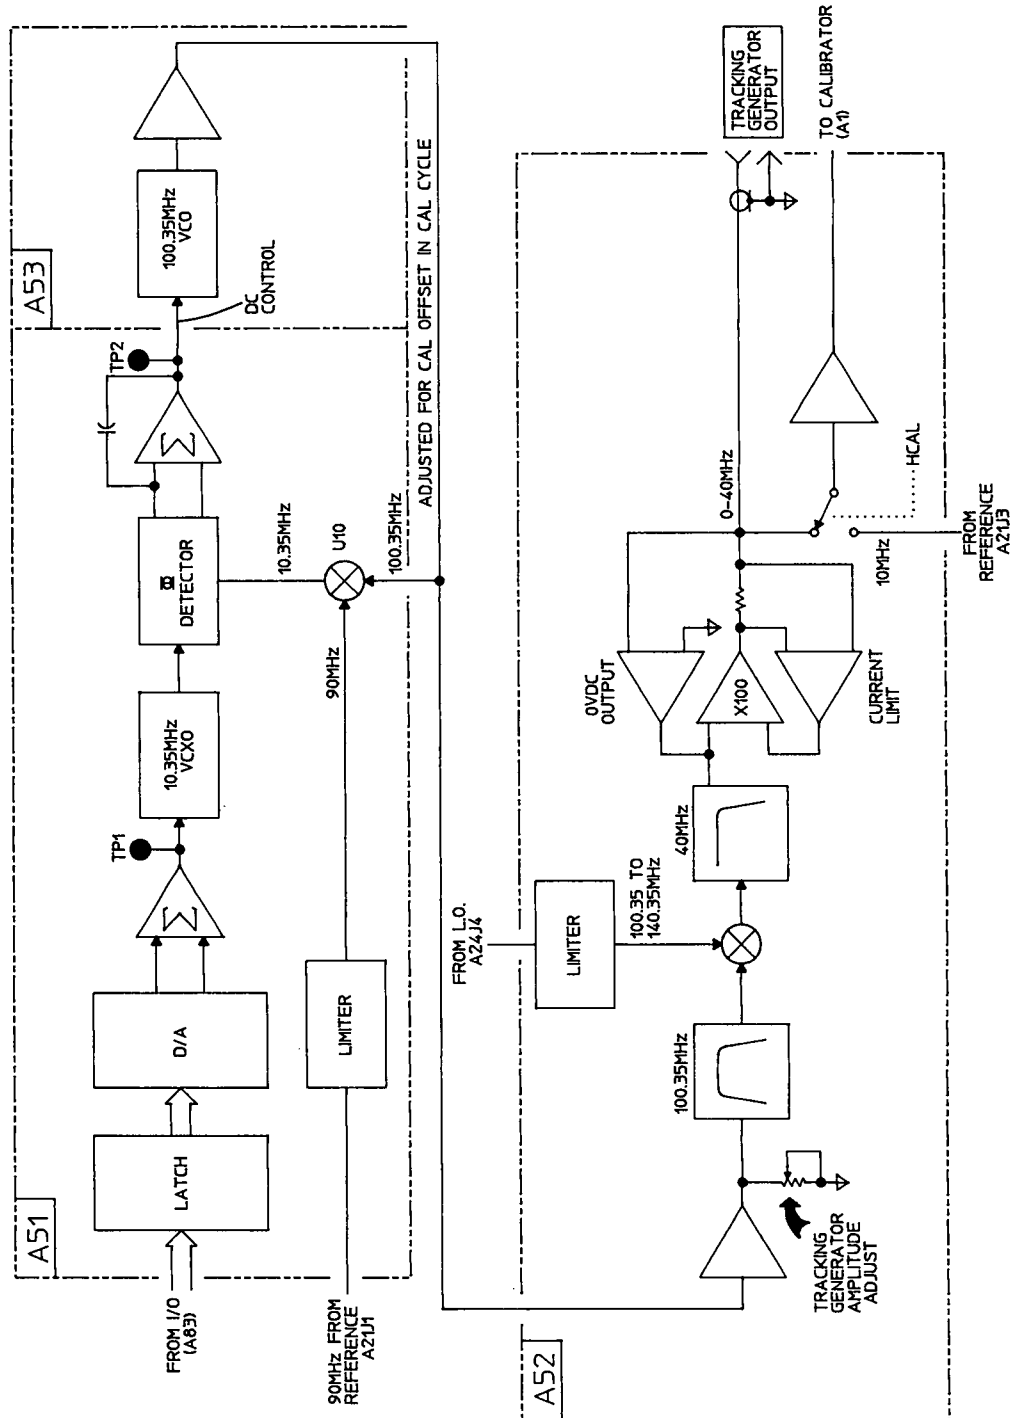 A51
FROM I/O
(A83)
LATCH
D/A
Σ
TP1
10.35MHz
VCXO
Φ
DETECTOR
Σ
TP2
DC
CONTROL
A53
100.35MHz
VCO
90MHz FROM
REFERENCE
A21J1
LIMITER
90MHz
10.35MHz
U10
100.35MHz
ADJUSTED FOR CAL OFFSET IN CAL CYCLE
A52
FROM L.O.
A24J4
LIMITER
100.35 TO
140.35MHz
TRACKING
GENERATOR
AMPLITUDE
ADJUST
100.35MHz
40MHz
0VDC
OUTPUT
X100
CURRENT
LIMIT
0-40MHz
10MHz
HCAL
FROM
REFERENCE
A21J3
TRACKING
GENERATOR
OUTPUT
TO CALIBRATOR
(A1)